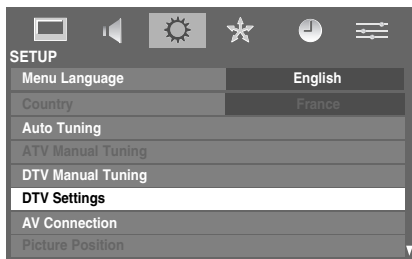 SETUP
Menu Language English
Country France
Auto Tuning
ATV Manual Tuning
DTV Manual Tuning
DTV Settings
AV Connection
Picture Position